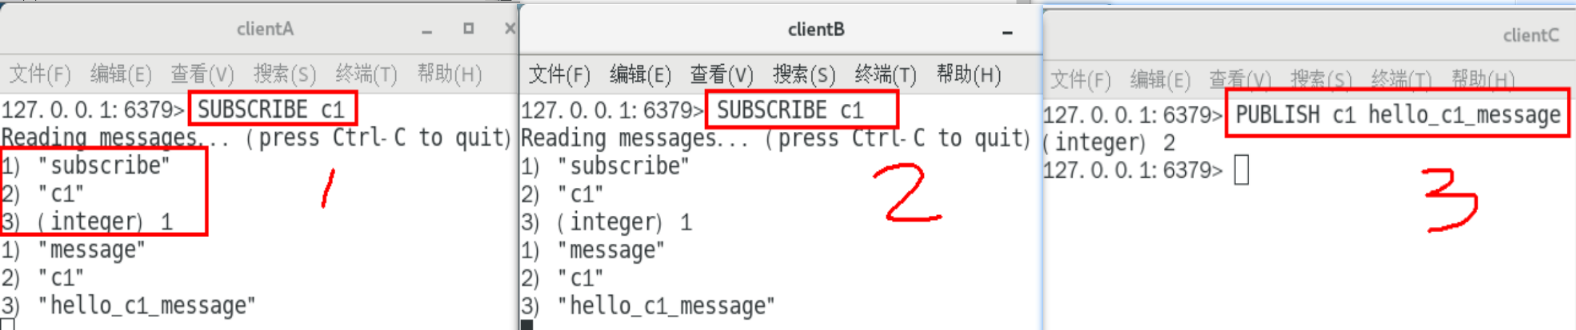 clientA
文件(F) 编辑(E) 查看(V) 搜索(S) 终端(T) 帮助(H)
127.0.0.1:6379> SUBSCRIBE c1
Reading messages... (press Ctrl-C to quit)
1) "subscribe"
2) "c1"
3) (integer) 1
1) "message"
2) "c1"
3) "hello_c1_message"
1
clientB
文件(F) 编辑(E) 查看(V) 搜索(S) 终端(T) 帮助(H)
127.0.0.1:6379> SUBSCRIBE c1
Reading messages... (press Ctrl-C to quit)
1) "subscribe"
2) "c1"
3) (integer) 1
1) "message"
2) "c1"
3) "hello_c1_message"
2
clientC
文件(F) 编辑(E) 查看(V) 搜索(S) 终端(T) 帮助(H)
127.0.0.1:6379> PUBLISH c1 hello_c1_message
(integer) 2
127.0.0.1:6379>
3